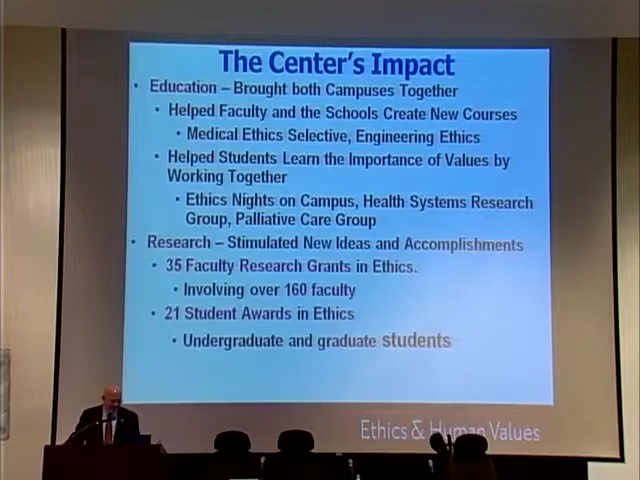 The Center's Impact
• Education – Brought both Campuses Together
• Helped Faculty and the Schools Create New Courses
• Medical Ethics Selective, Engineering Ethics
• Helped Students Learn the Importance of Values by
Working Together
• Ethics Nights on Campus, Health Systems Research
Group, Palliative Care Group
• Research – Stimulated New Ideas and Accomplishments
• 35 Faculty Research Grants in Ethics.
• Involving over 160 faculty
• 21 Student Awards in Ethics
• Undergraduate and graduate students
Ethics & Human Values